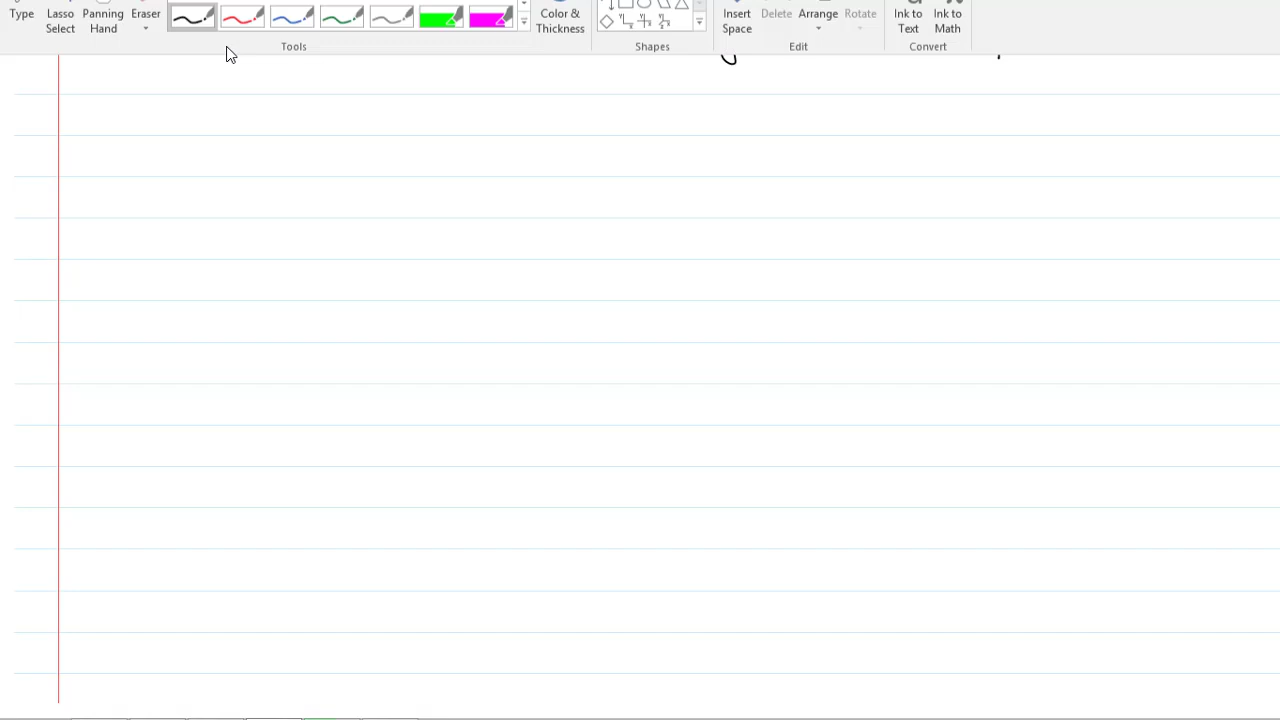 Type
Lasso Select
Panning Hand
Eraser
Color & Thickness
Insert Space
Delete
Arrange
Rotate
Ink to Text
Ink to Math
Tools
Shapes
Edit
Convert